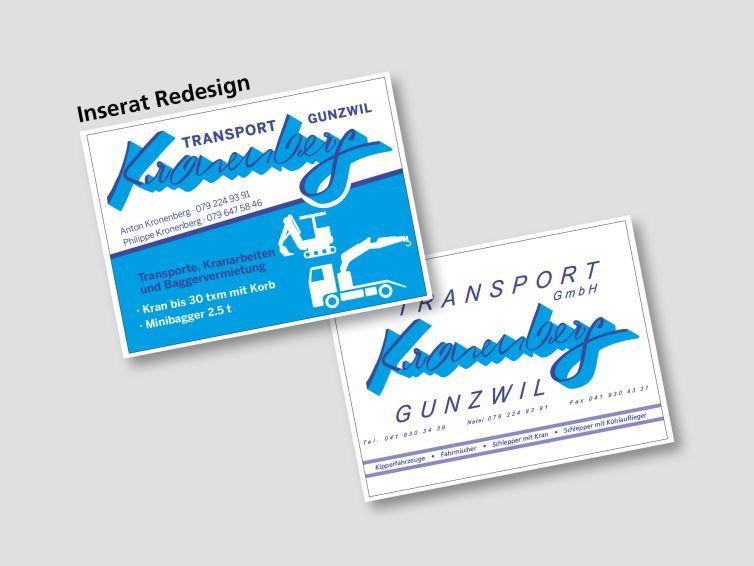 Inserat Redesign
TRANSPORT GUNZWIL
Kronenberg
Anton Kronenberg · 079 224 93 91
Philippe Kronenberg · 079 647 58 46
Transporte, Kranarbeiten
und Baggervermietung
· Kran bis 30 txm mit Korb
· Minibagger 2.5 t
TRANSPORT
GmbH
Kronenberg
GUNZWIL
Tel. 041 930 34 39 Natel 079 224 93 91 Fax 041 930 43 31
Kipperfahrzeuge • Fahrmischer • Schlepper mit Kran • Schlepper mit Kühlauflieger